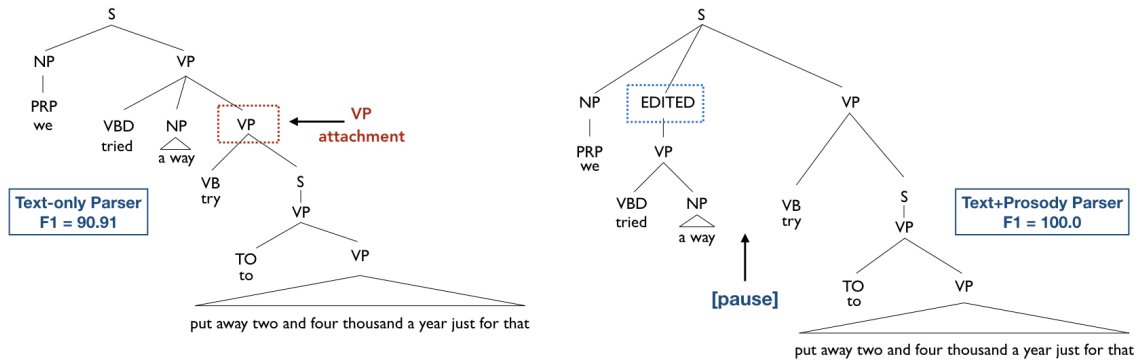 S
NP
VP
PRP
we
VBD
tried
NP
a way
VP
VP
attachment
VB
try
S
VP
Text-only Parser
F1 = 90.91
TO
to
VP
put away two and four thousand a year just for that
S
NP
EDITED
VP
PRP
we
VP
VBD
tried
NP
a way
VB
try
S
VP
Text+Prosody Parser
F1 = 100.0
[pause]
TO
to
VP
put away two and four thousand a year just for that